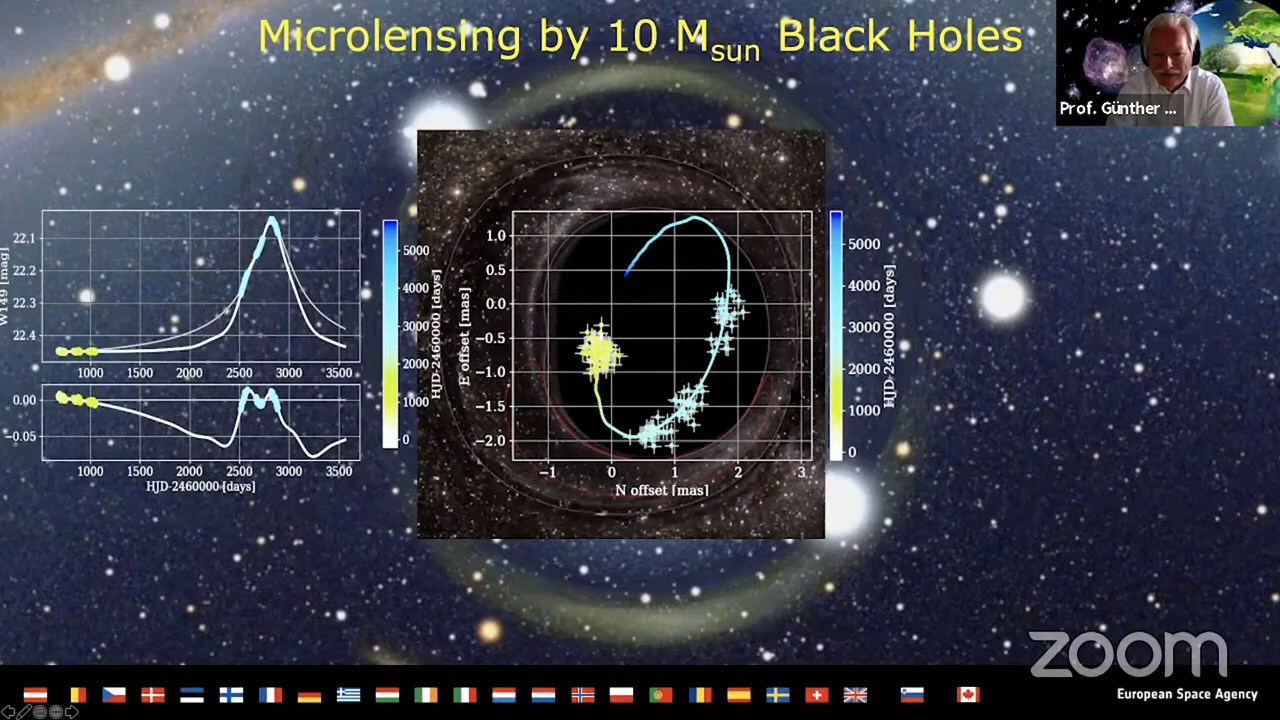 Microlensing by 10 Msun Black Holes
Prof. Günther ...
W149 [mag]
22.1
22.2
22.3
22.4
1000 1500 2000 2500 3000 3500
0.00
−0.05
1000 1500 2000 2500 3000 3500
HJD-2460000 [days]
5000
4000
3000
2000
1000
0
HJD-2460000 [days]
E offset [mas]
1.0
0.5
0.0
−0.5
−1.0
−1.5
−2.0
−1 0 1 2 3
N offset [mas]
5000
4000
3000
2000
1000
0
HJD-2460000 [days]
zoom
European Space Agency